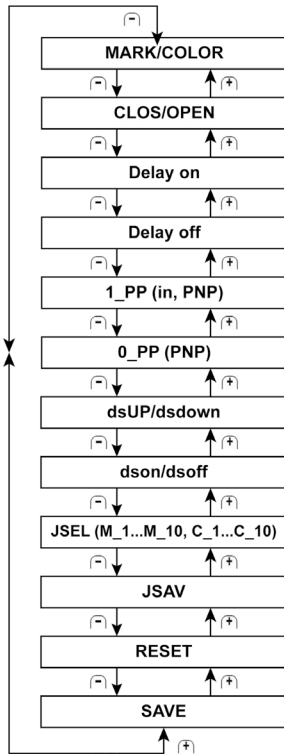 -
MARK/COLOR
- +
CLOS/OPEN
- +
Delay on
- +
Delay off
- +
1_PP (in, PNP)
- +
0_PP (PNP)
- +
dsUP/dsdown
- +
dson/dsoff
- +
JSEL (M_1...M_10, C_1...C_10)
- +
JSAV
- +
RESET
- +
SAVE
+